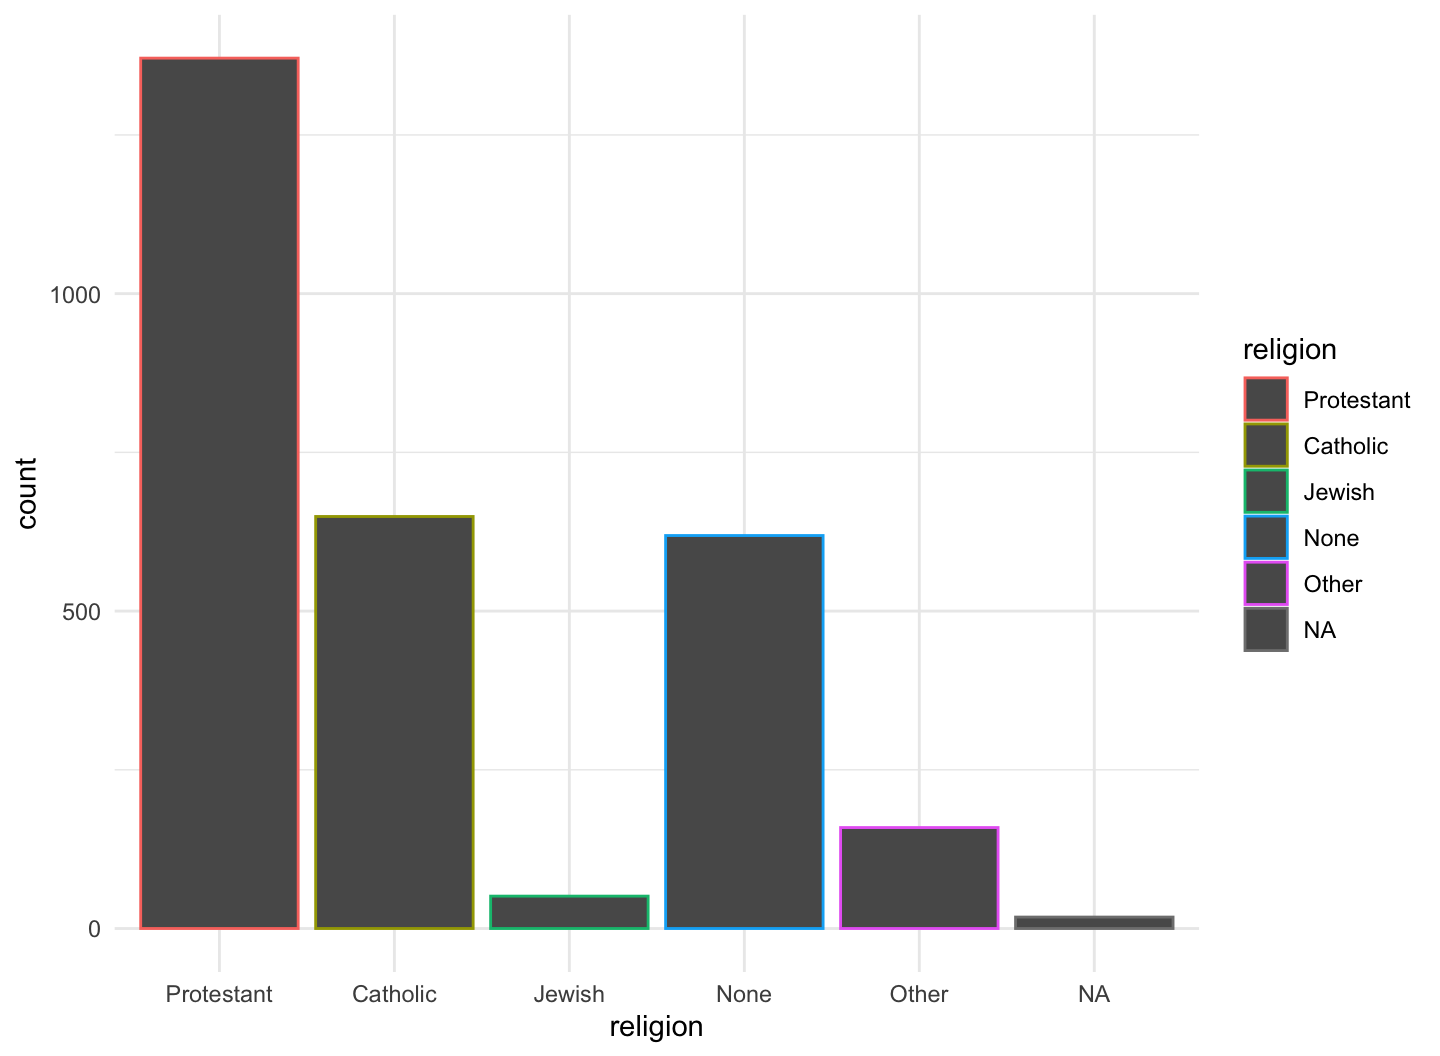 count
1000
500
0
Protestant
Catholic
Jewish
None
Other
NA
religion
religion
Protestant
Catholic
Jewish
None
Other
NA